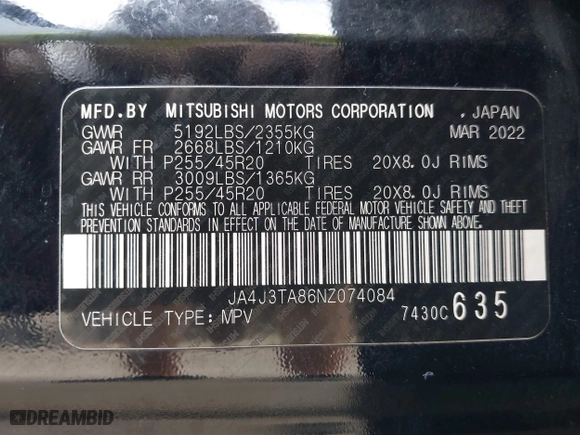 MFD.BY MITSUBISHI MOTORS CORPORATION , JAPAN
GVWR 5192LBS/2355KG MAR 2022
GAWR FR 2668LBS/1210KG
WITH P255/45R20 TIRES 20X8.0J RIMS
GAWR RR 3009LBS/1365KG
WITH P255/45R20 TIRES 20X8.0J RIMS
THIS VEHICLE CONFORMS TO ALL APPLICABLE FEDERAL MOTOR VEHICLE SAFETY AND THEFT
PREVENTION STANDARDS IN EFFECT ON THE DATE OF MANUFACTURE SHOWN ABOVE.
JA4J3TA86NZ074084
VEHICLE TYPE: MPV 7430C 635
DREAMBID